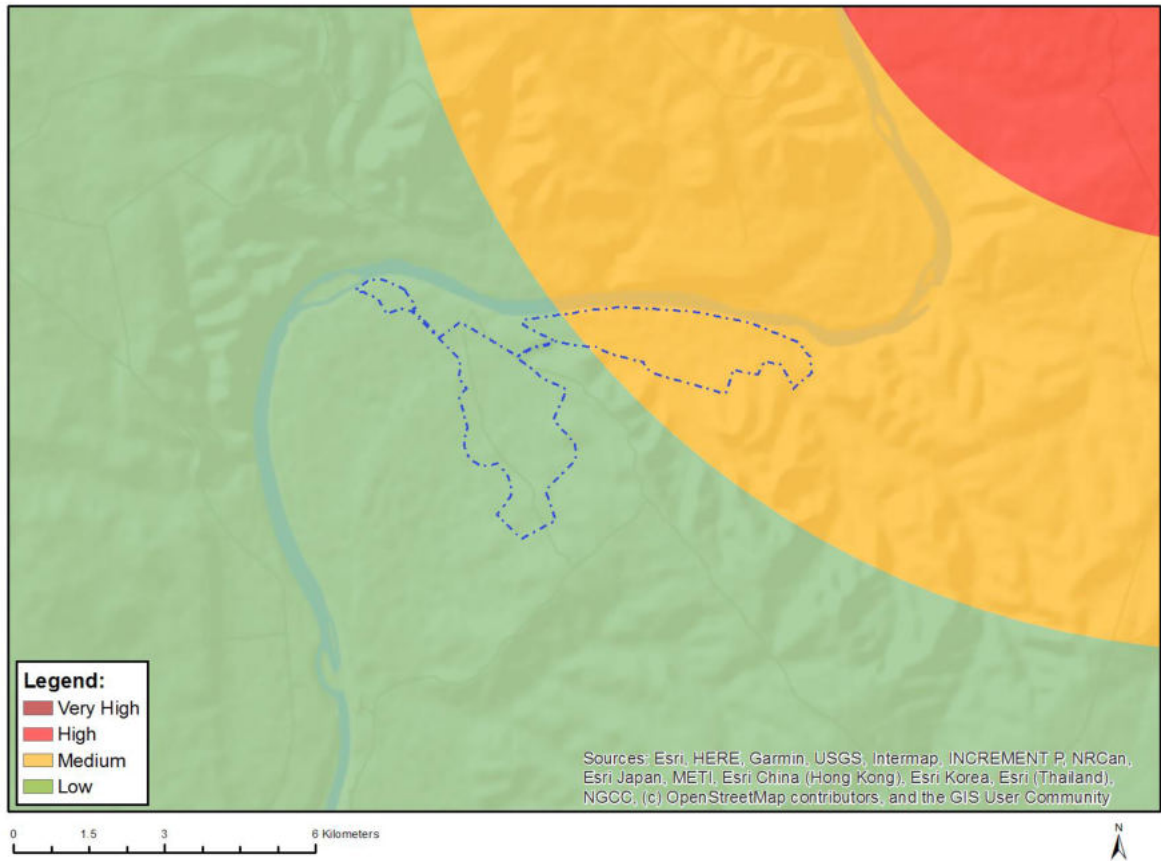 Legend:
Very High
High
Medium
Low
Sources: Esri, HERE, Garmin, USGS, Intermap, INCREMENT P, NRCan,
Esri Japan, METI, Esri China (Hong Kong), Esri Korea, Esri (Thailand),
NGCC, (c) OpenStreetMap contributors, and the GIS User Community
0 1.5 3 6 Kilometers
N